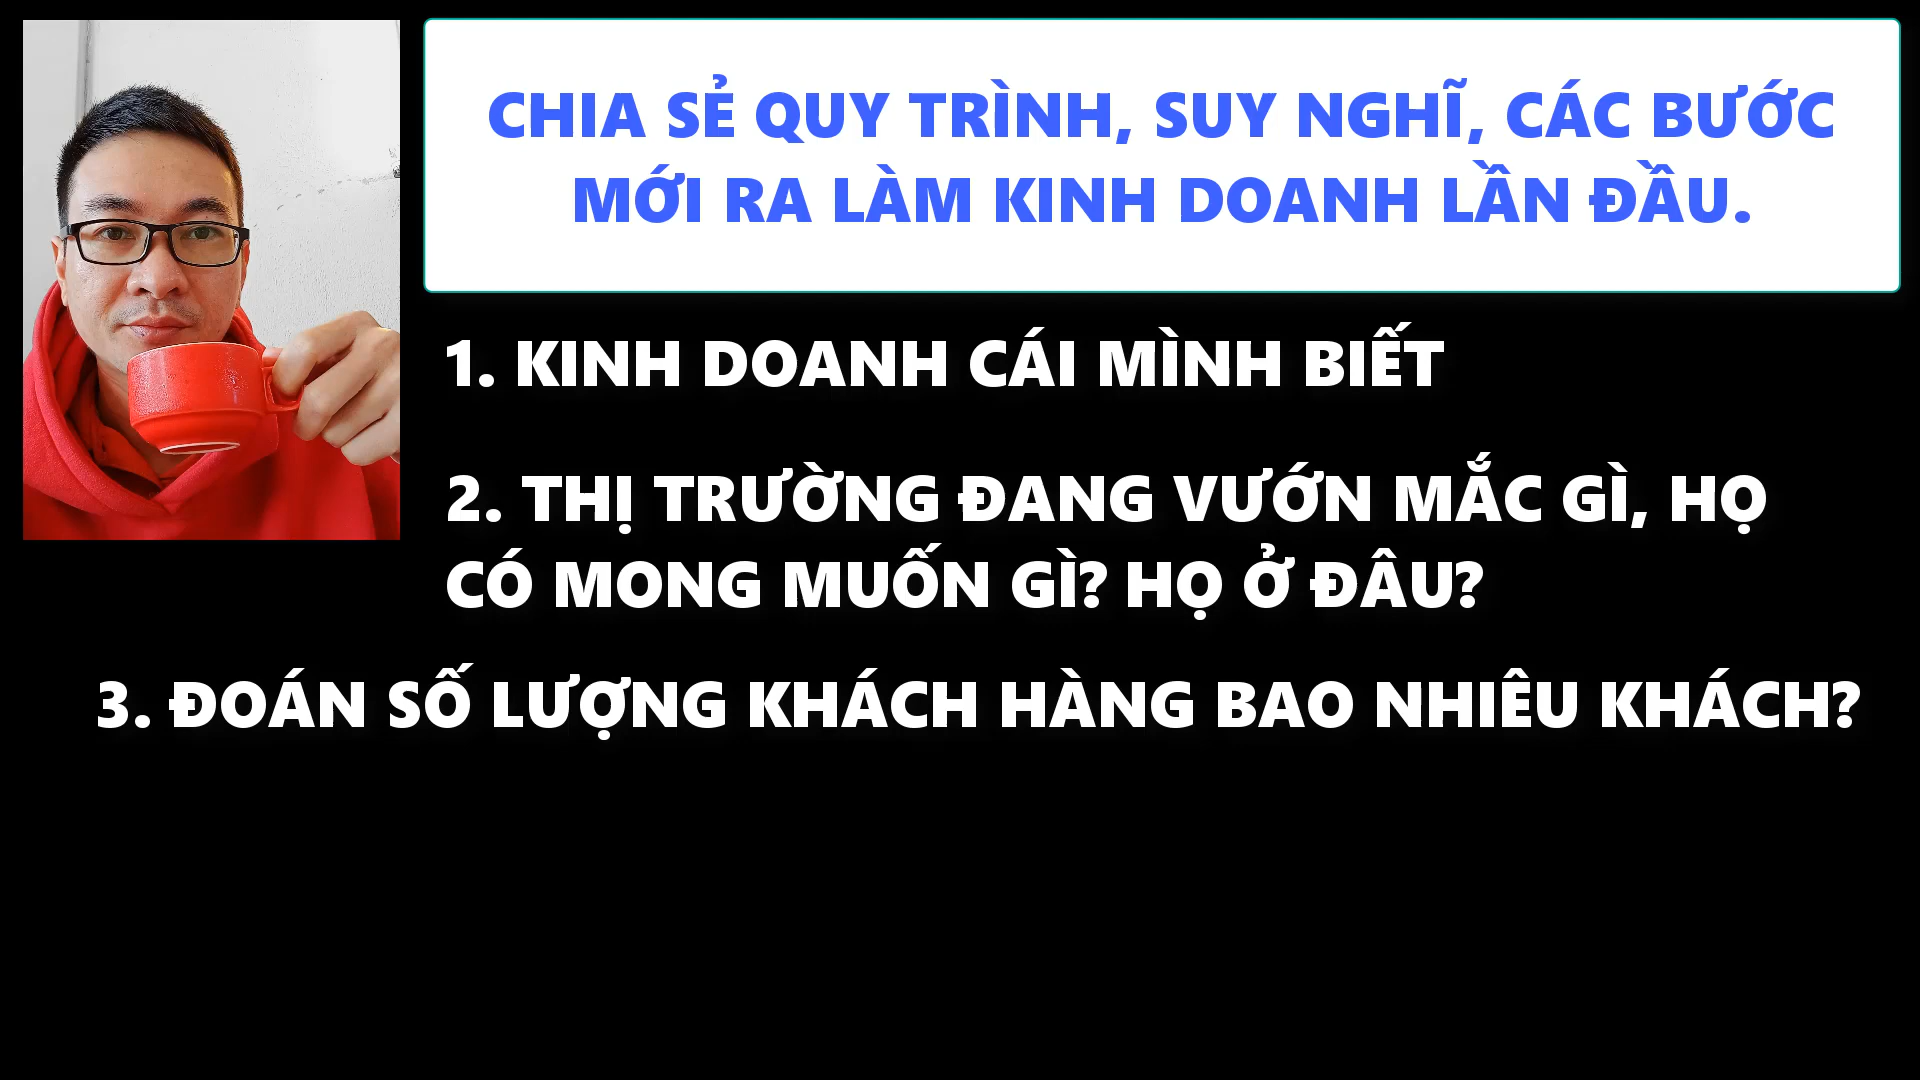 CHIA SẺ QUY TRÌNH, SUY NGHĨ, CÁC BƯỚC
MỚI RA LÀM KINH DOANH LẦN ĐẦU.
1. KINH DOANH CÁI MÌNH BIẾT
2. THỊ TRƯỜNG ĐANG VƯỚN MẮC GÌ, HỌ
CÓ MONG MUỐN GÌ? HỌ Ở ĐÂU?
3. ĐOÁN SỐ LƯỢNG KHÁCH HÀNG BAO NHIÊU KHÁCH?